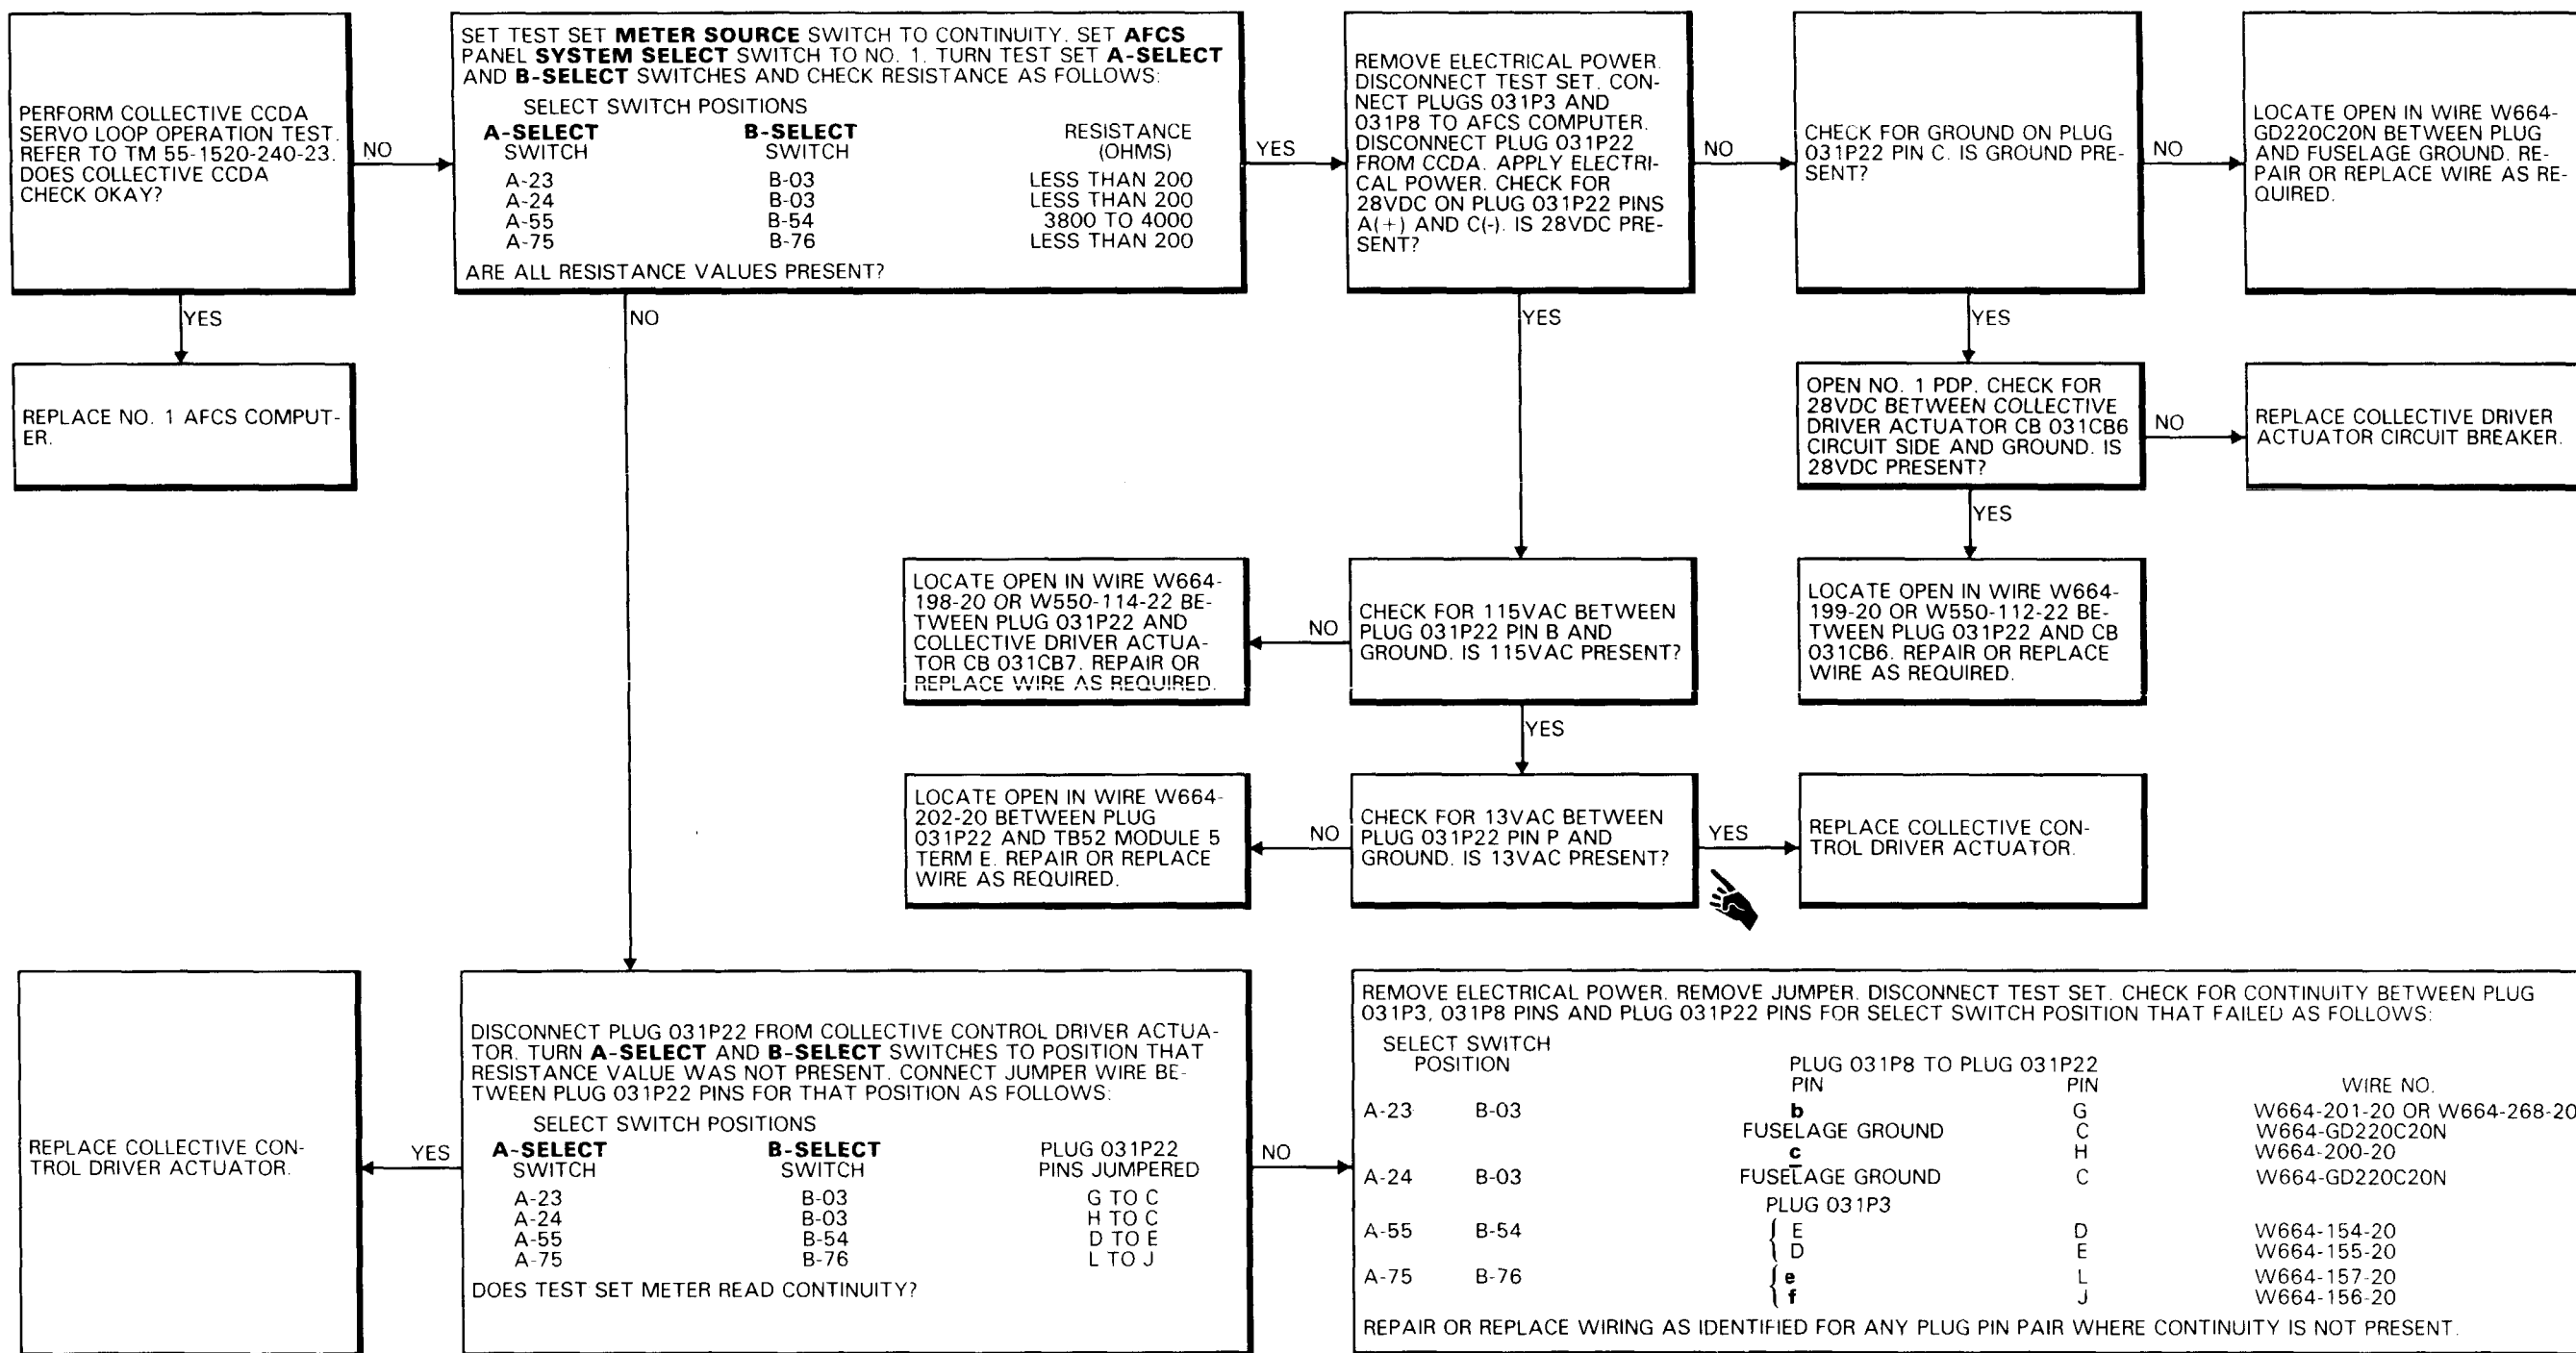 PERFORM COLLECTIVE CCDA
SERVO LOOP OPERATION TEST.
REFER TO TM 55-1520-240-23.
DOES COLLECTIVE CCDA
CHECK OKAY?
NO
YES
REPLACE NO. 1 AFCS COMPUT-
ER.
SET TEST SET METER SOURCE SWITCH TO CONTINUITY. SET AFCS
PANEL SYSTEM SELECT SWITCH TO NO. 1. TURN TEST SET A-SELECT
AND B-SELECT SWITCHES AND CHECK RESISTANCE AS FOLLOWS:
SELECT SWITCH POSITIONS
A-SELECT B-SELECT RESISTANCE
SWITCH SWITCH (OHMS)
A-23 B-03 LESS THAN 200
A-24 B-03 LESS THAN 200
A-55 B-54 3800 TO 4000
A-75 B-76 LESS THAN 200
ARE ALL RESISTANCE VALUES PRESENT?
YES
NO
REMOVE ELECTRICAL POWER.
DISCONNECT TEST SET. CON-
NECT PLUGS 031P3 AND
031P8 TO AFCS COMPUTER.
DISCONNECT PLUG 031P22
FROM CCDA. APPLY ELECTRI-
CAL POWER. CHECK FOR
28VDC ON PLUG 031P22 PINS
A(+) AND C(-). IS 28VDC PRE-
SENT?
NO
YES
CHECK FOR GROUND ON PLUG
031P22 PIN C. IS GROUND PRE-
SENT?
NO
YES
LOCATE OPEN IN WIRE W664-
GD220C20N BETWEEN PLUG
AND FUSELAGE GROUND. RE-
PAIR OR REPLACE WIRE AS RE-
QUIRED.
OPEN NO. 1 PDP. CHECK FOR
28VDC BETWEEN COLLECTIVE
DRIVER ACTUATOR CB 031CB6
CIRCUIT SIDE AND GROUND. IS
28VDC PRESENT?
NO
YES
REPLACE COLLECTIVE DRIVER
ACTUATOR CIRCUIT BREAKER.
LOCATE OPEN IN WIRE W664-
198-20 OR W550-114-22 BE-
TWEEN PLUG 031P22 AND
COLLECTIVE DRIVER ACTUA-
TOR CB 031CB7. REPAIR OR
REPLACE WIRE AS REQUIRED.
NO
CHECK FOR 115VAC BETWEEN
PLUG 031P22 PIN B AND
GROUND. IS 115VAC PRESENT?
YES
LOCATE OPEN IN WIRE W664-
199-20 OR W550-112-22 BE-
TWEEN PLUG 031P22 AND CB
031CB6. REPAIR OR REPLACE
WIRE AS REQUIRED.
LOCATE OPEN IN WIRE W664-
202-20 BETWEEN PLUG
031P22 AND TB52 MODULE 5
TERM E. REPAIR OR REPLACE
WIRE AS REQUIRED.
NO
CHECK FOR 13VAC BETWEEN
PLUG 031P22 PIN P AND
GROUND. IS 13VAC PRESENT?
YES
REPLACE COLLECTIVE CON-
TROL DRIVER ACTUATOR.
REPLACE COLLECTIVE CON-
TROL DRIVER ACTUATOR.
YES
DISCONNECT PLUG 031P22 FROM COLLECTIVE CONTROL DRIVER ACTUA-
TOR. TURN A-SELECT AND B-SELECT SWITCHES TO POSITION THAT
RESISTANCE VALUE WAS NOT PRESENT. CONNECT JUMPER WIRE BE-
TWEEN PLUG 031P22 PINS FOR THAT POSITION AS FOLLOWS:
SELECT SWITCH POSITIONS
A-SELECT B-SELECT PLUG 031P22
SWITCH SWITCH PINS JUMPERED
A-23 B-03 G TO C
A-24 B-03 H TO C
A-55 B-54 D TO E
A-75 B-76 L TO J
DOES TEST SET METER READ CONTINUITY?
NO
REMOVE ELECTRICAL POWER. REMOVE JUMPER. DISCONNECT TEST SET. CHECK FOR CONTINUITY BETWEEN PLUG
031P3, 031P8 PINS AND PLUG 031P22 PINS FOR SELECT SWITCH POSITION THAT FAILED AS FOLLOWS:
SELECT SWITCH
POSITION PLUG 031P8 TO PLUG 031P22
PIN PIN WIRE NO.
A-23 B-03 b G W664-201-20 OR W664-268-20
FUSELAGE GROUND C W664-GD220C20N
c H W664-200-20
A-24 B-03 FUSELAGE GROUND C W664-GD220C20N
PLUG 031P3
A-55 B-54 E D W664-154-20
D E W664-155-20
A-75 B-76 e L W664-157-20
f J W664-156-20
REPAIR OR REPLACE WIRING AS IDENTIFIED FOR ANY PLUG PIN PAIR WHERE CONTINUITY IS NOT PRESENT.